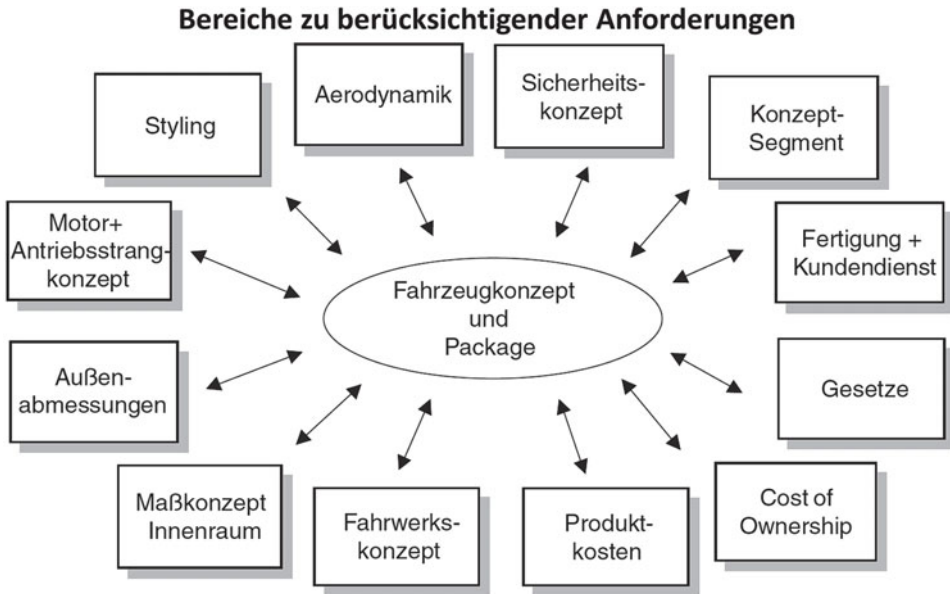 Bereiche zu berücksichtigender Anforderungen
Styling
Aerodynamik
Sicherheits-
konzept
Konzept-
Segment
Motor+
Antriebsstrang-
konzept
Fahrzeugkonzept
und
Package
Fertigung +
Kundendienst
Außen-
abmessungen
Gesetze
Maßkonzept
Innenraum
Fahrwerks-
konzept
Produkt-
kosten
Cost of
Ownership